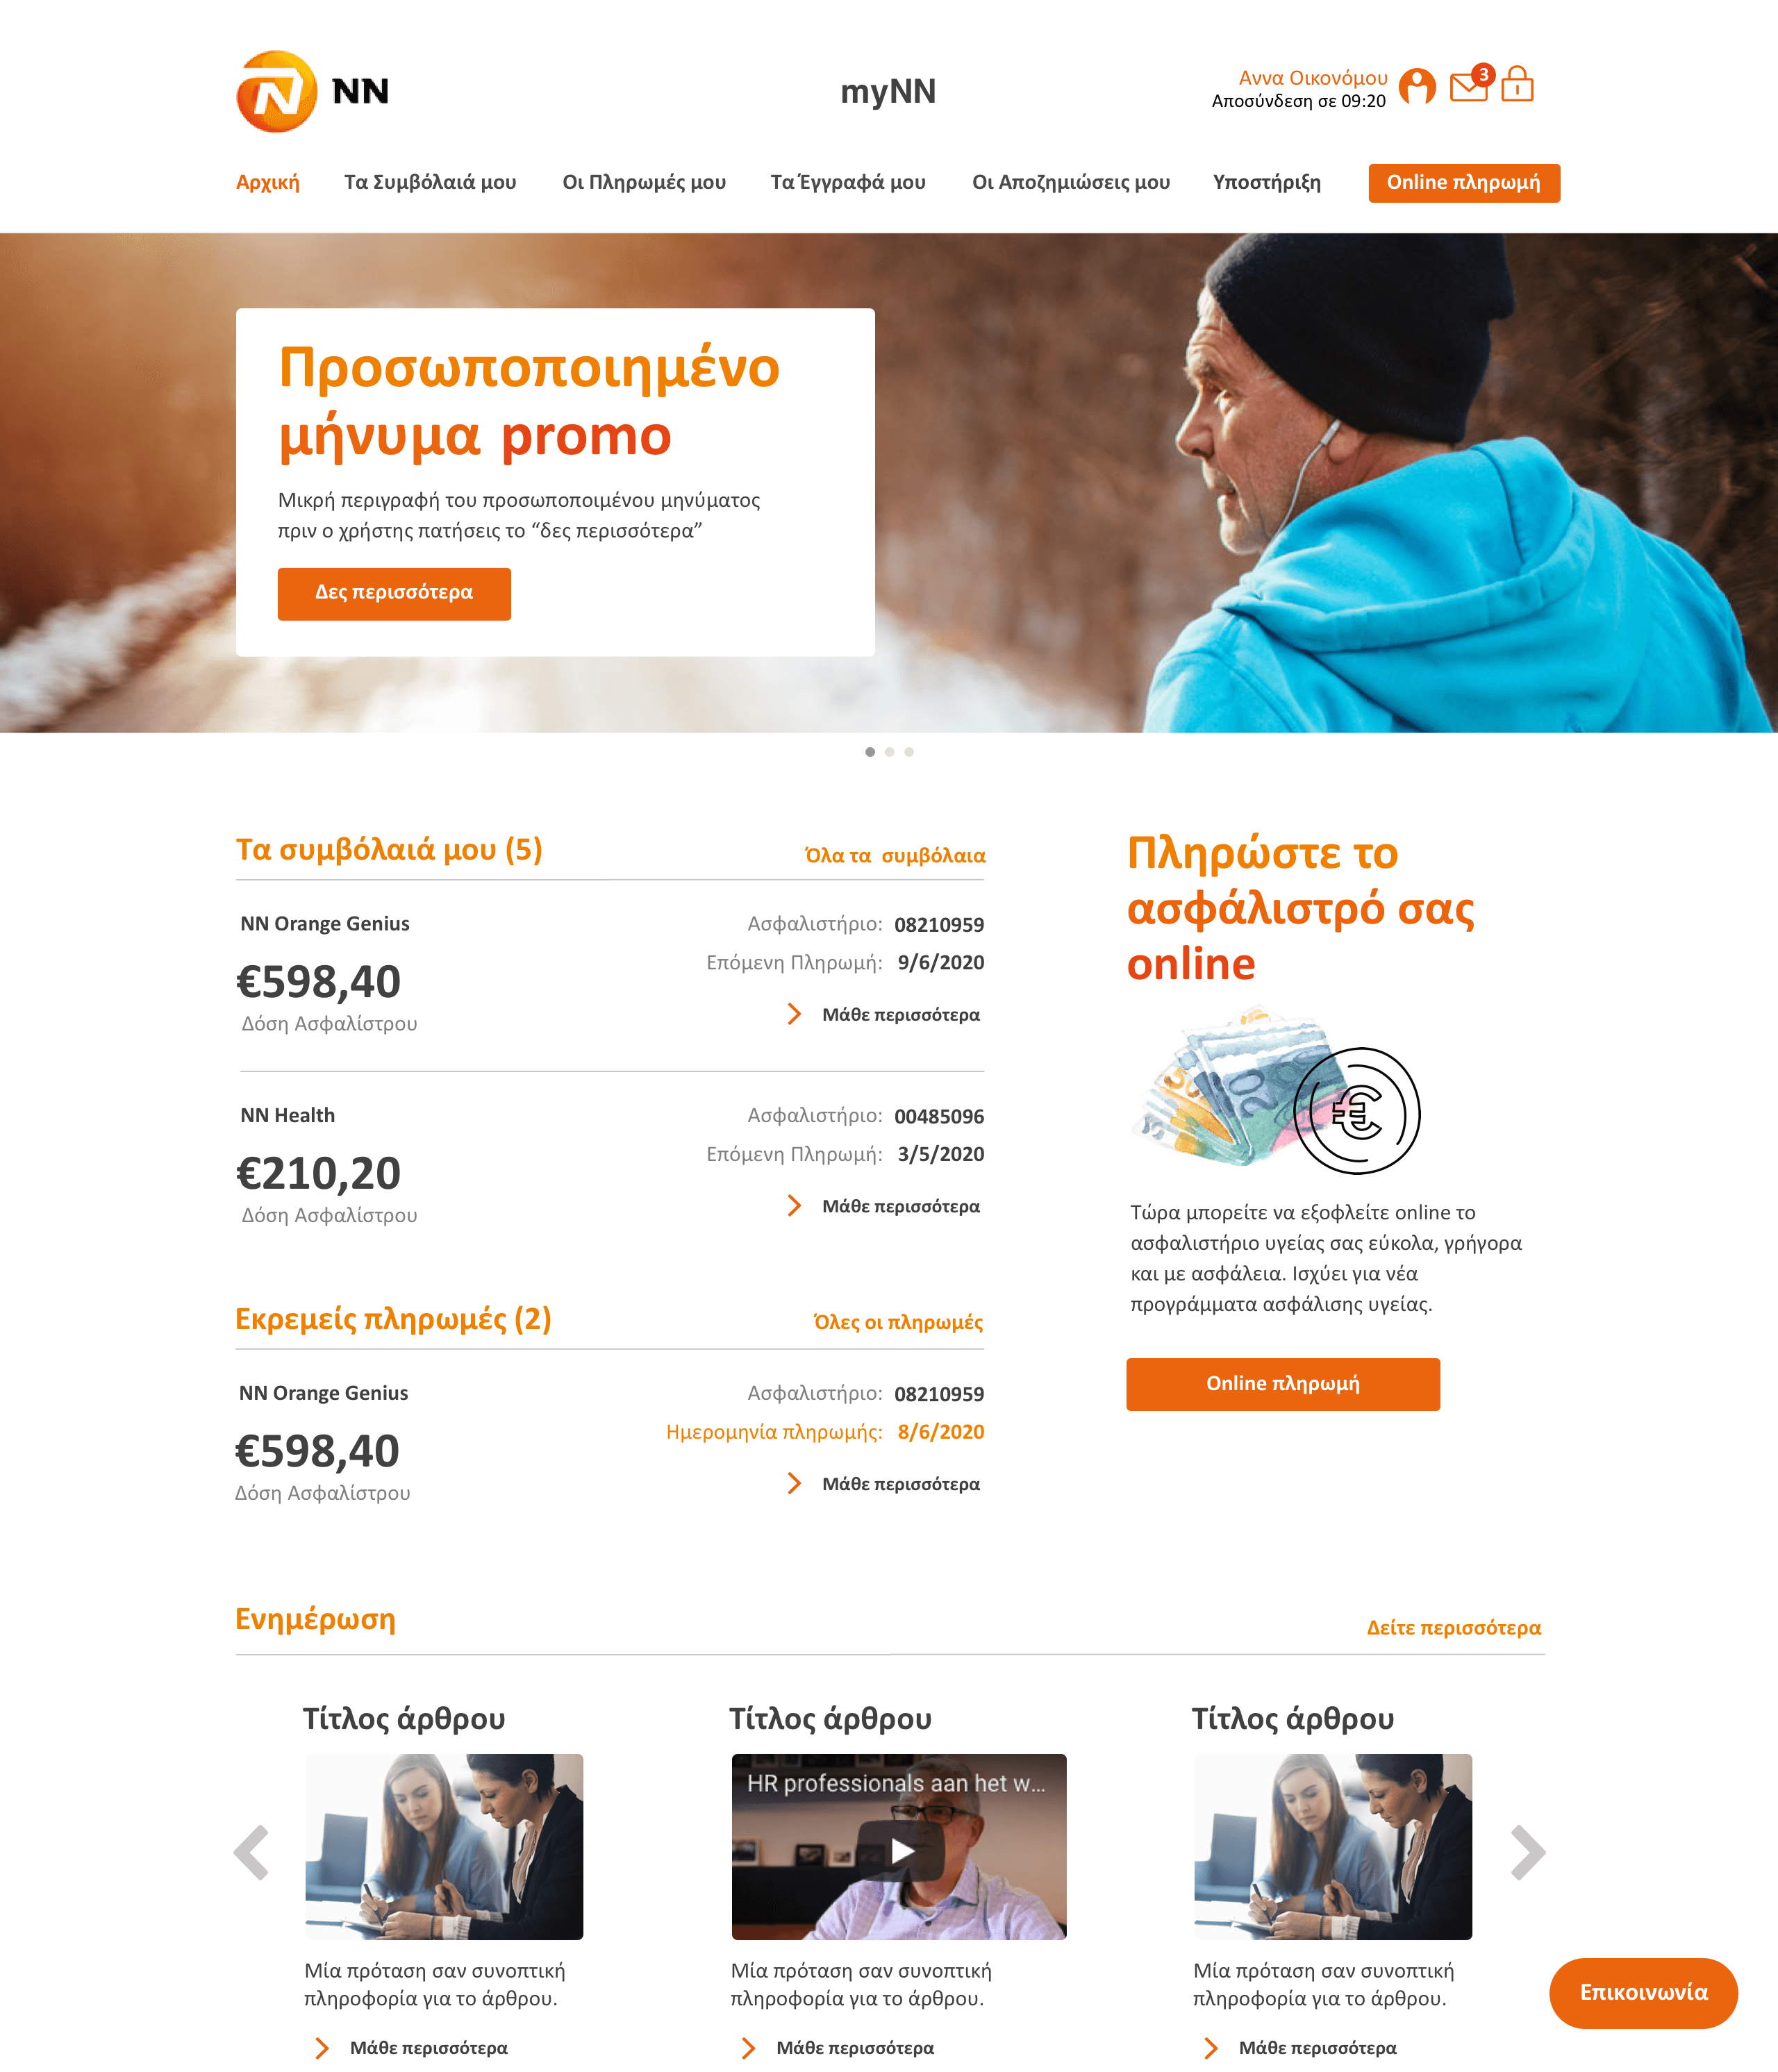 NN
myNN
Αννα Οικονόμου
Αποσύνδεση σε 09:20
3
Αρχική
Τα Συμβόλαιά μου
Οι Πληρωμές μου
Τα Έγγραφά μου
Οι Αποζημιώσεις μου
Υποστήριξη
Online πληρωμή
Προσωποποιημένο
μήνυμα promo
Μικρή περιγραφή του προσωποποιμένου μηνύματος
πριν ο χρήστης πατήσεις το “δες περισσότερα”
Δες περισσότερα
Τα συμβόλαιά μου (5)
Όλα τα συμβόλαια
NN Orange Genius
€598,40
Δόση Ασφαλίστρου
Ασφαλιστήριο: 08210959
Επόμενη Πληρωμή: 9/6/2020
Μάθε περισσότερα
NN Health
€210,20
Δόση Ασφαλίστρου
Ασφαλιστήριο: 00485096
Επόμενη Πληρωμή: 3/5/2020
Μάθε περισσότερα
Εκρεμείς πληρωμές (2)
Όλες οι πληρωμές
NN Orange Genius
€598,40
Δόση Ασφαλίστρου
Ασφαλιστήριο: 08210959
Ημερομηνία πληρωμής: 8/6/2020
Μάθε περισσότερα
Πληρώστε το
ασφάλιστρό σας
online
20
€
Τώρα μπορείτε να εξοφλείτε online το
ασφαλιστήριο υγείας σας εύκολα, γρήγορα
και με ασφάλεια. Ισχύει για νέα
προγράμματα ασφάλισης υγείας.
Online πληρωμή
Ενημέρωση
Δείτε περισσότερα
Τίτλος άρθρου
Μία πρόταση σαν συνοπτική
πληροφορία για το άρθρου.
Μάθε περισσότερα
Τίτλος άρθρου
HR professionals aan het w...
Μία πρόταση σαν συνοπτική
πληροφορία για το άρθρου.
Μάθε περισσότερα
Τίτλος άρθρου
Μία πρόταση σαν συνοπτική
πληροφορία για το άρθρου.
Μάθε περισσότερα
Επικοινωνία